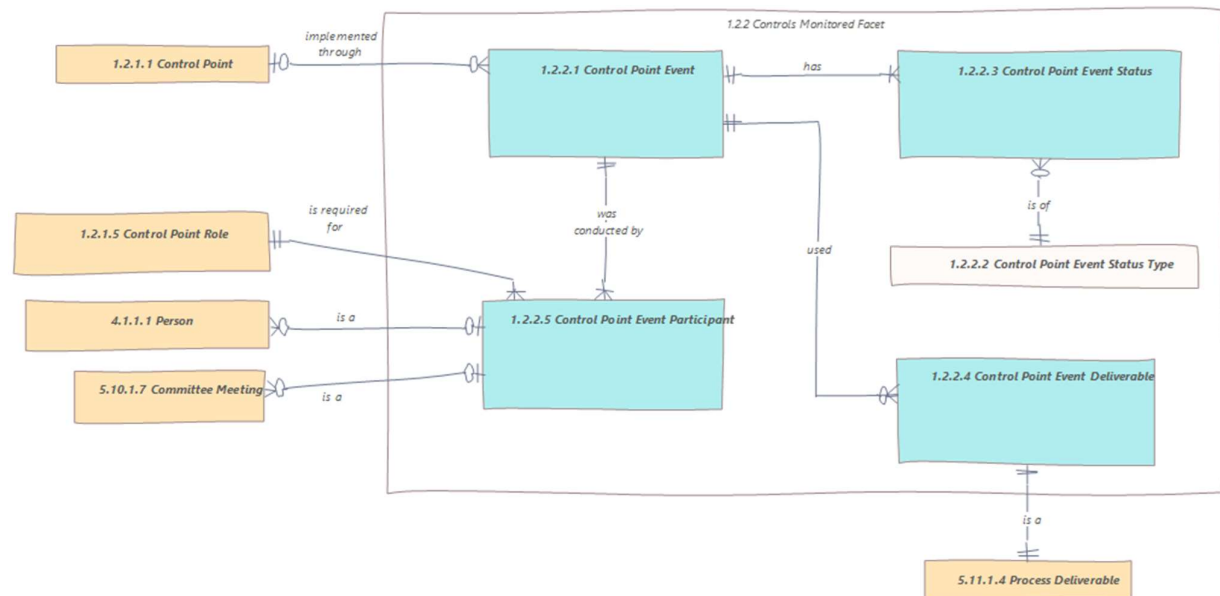 1.2.2 Controls Monitored Facet
implemented
through
1.2.1.1 Control Point
1.2.2.1 Control Point Event
has
1.2.2.3 Control Point Event Status
is required
for
1.2.1.5 Control Point Role
was
conducted by
is of
used
1.2.2.2 Control Point Event Status Type
4.1.1.1 Person
is a
1.2.2.5 Control Point Event Participant
5.10.1.7 Committee Meeting
is a
1.2.2.4 Control Point Event Deliverable
is a
5.11.1.4 Process Deliverable